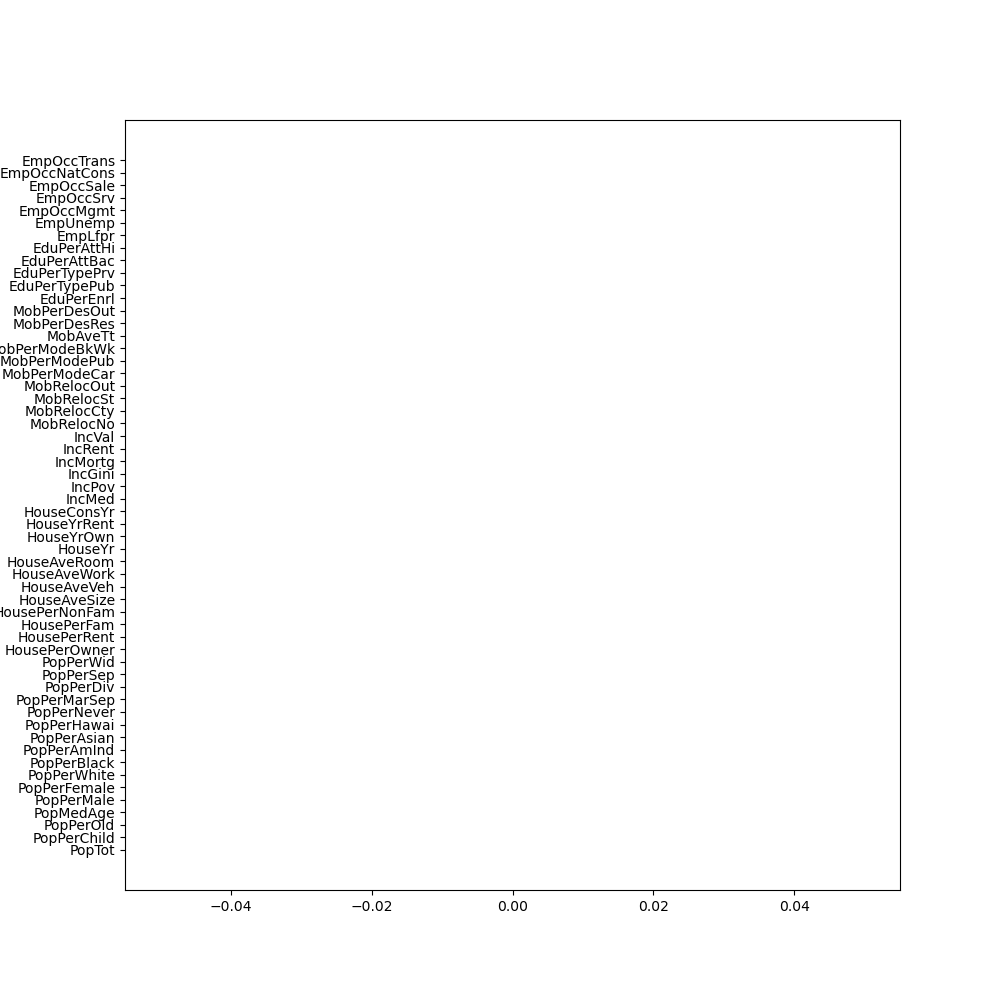 EmpOccTrans
EmpOccNatCons
EmpOccSale
EmpOccSrv
EmpOccMgmt
EmpUnemp
EmpLfpr
EduPerAttHi
EduPerAttBac
EduPerTypePrv
EduPerTypePub
EduPerEnrl
MobPerDesOut
MobPerDesRes
MobAveTt
obPerModeBkWk
MobPerModePub
MobPerModeCar
MobRelocOut
MobRelocSt
MobRelocCty
MobRelocNo
IncVal
IncRent
IncMortg
IncGini
IncPov
IncMed
HouseConsYr
HouseYrRent
HouseYrOwn
HouseYr
HouseAveRoom
HouseAveWork
HouseAveVeh
HouseAveSize
HousePerNonFam
HousePerFam
HousePerRent
HousePerOwner
PopPerWid
PopPerSep
PopPerDiv
PopPerMarSep
PopPerNever
PopPerHawai
PopPerAsian
PopPerAmInd
PopPerBlack
PopPerWhite
PopPerFemale
PopPerMale
PopMedAge
PopPerOld
PopPerChild
PopTot
−0.04 −0.02 0.00 0.02 0.04